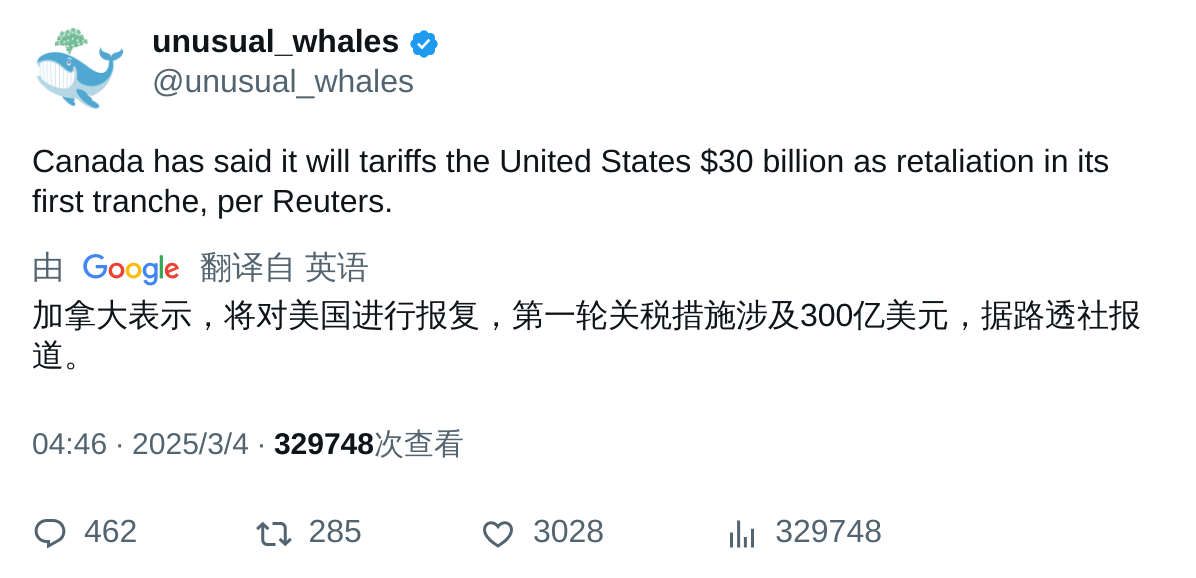 unusual_whales
@unusual_whales
Canada has said it will tariffs the United States $30 billion as retaliation in its
first tranche, per Reuters.
由 Google 翻译自 英语
加拿大表示，将对美国进行报复，第一轮关税措施涉及300亿美元，据路透社报
道。
04:46 · 2025/3/4 · 329748次查看
462 285 3028 329748